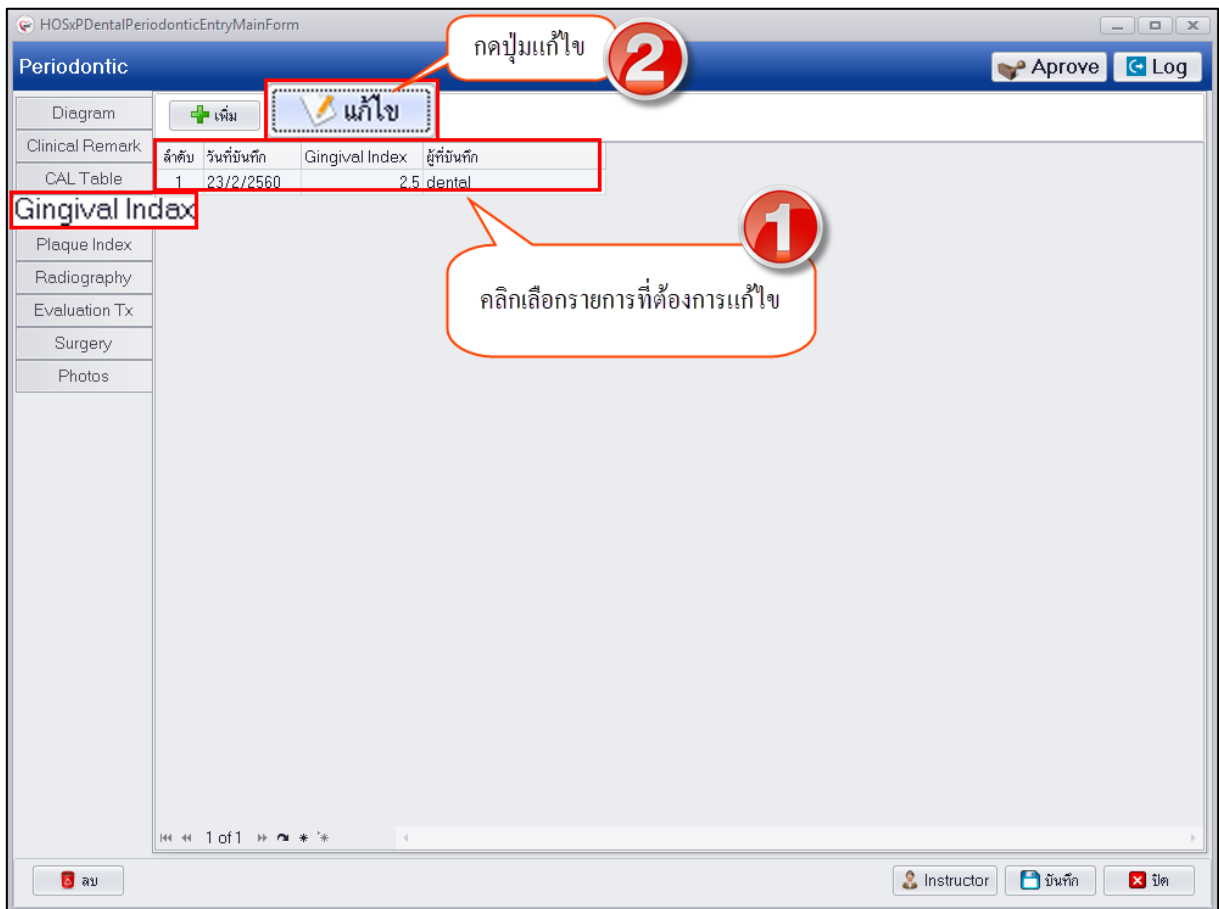 HOSxPDentalPeriodonticEntryMainForm
กดปุ่มแก้ไข
2
Periodontic
Aprove
Log
Diagram
เพิ่ม
แก้ไข
Clinical Remark
ลำดับ วันที่บันทึก Gingival Index ผู้ที่บันทึก
CAL Table
1 23/2/2560 2.5 dental
Gingival Indax
1
Plaque Index
Radiography
คลิกเลือกรายการที่ต้องการแก้ไข
Evaluation Tx
Surgery
Photos
1 of 1
ลบ
Instructor
บันทึก
ปิด